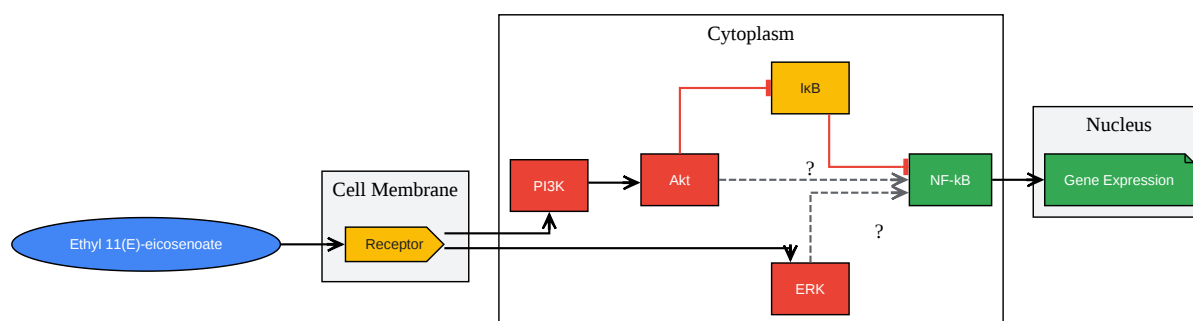 Cytoplasm
IκB
Nucleus
?
Cell Membrane
PI3K
Akt
NF-kB
Gene Expression
Ethyl 11(E)-eicosenoate
Receptor
?
ERK